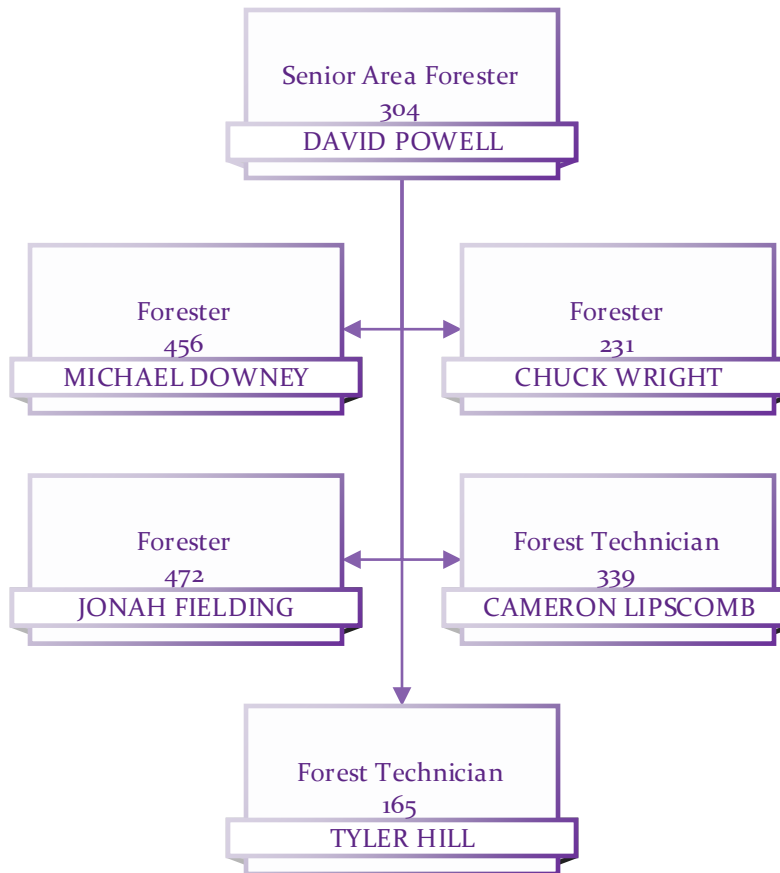 Senior Area Forester
304
DAVID POWELL
Forester
456
MICHAEL DOWNEY
Forester
231
CHUCK WRIGHT
Forester
472
JONAH FIELDING
Forest Technician
339
CAMERON LIPSCOMB
Forest Technician
165
TYLER HILL